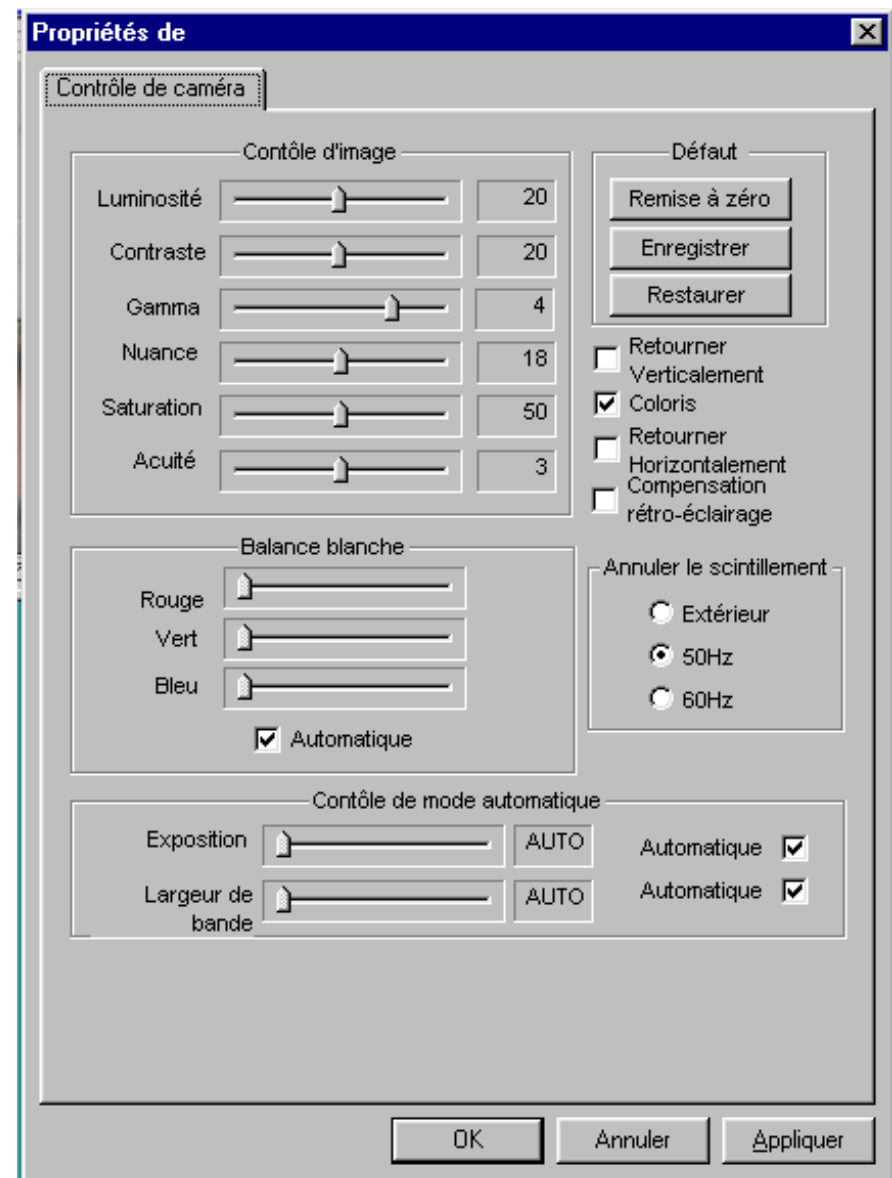 Propriétés de
Contrôle de caméra
Contôle d'image
Luminosité 20
Contraste 20
Gamma 4
Nuance 18
Saturation 50
Acuité 3
Défaut
Remise à zéro
Enregistrer
Restaurer
Retourner
Verticalement
Coloris
Retourner
Horizontalement
Compensation
rétro-éclairage
Balance blanche
Rouge
Vert
Bleu
Automatique
Annuler le scintillement
Extérieur
50Hz
60Hz
Contôle de mode automatique
Exposition AUTO Automatique
Largeur de
bande AUTO Automatique
OK Annuler Appliquer